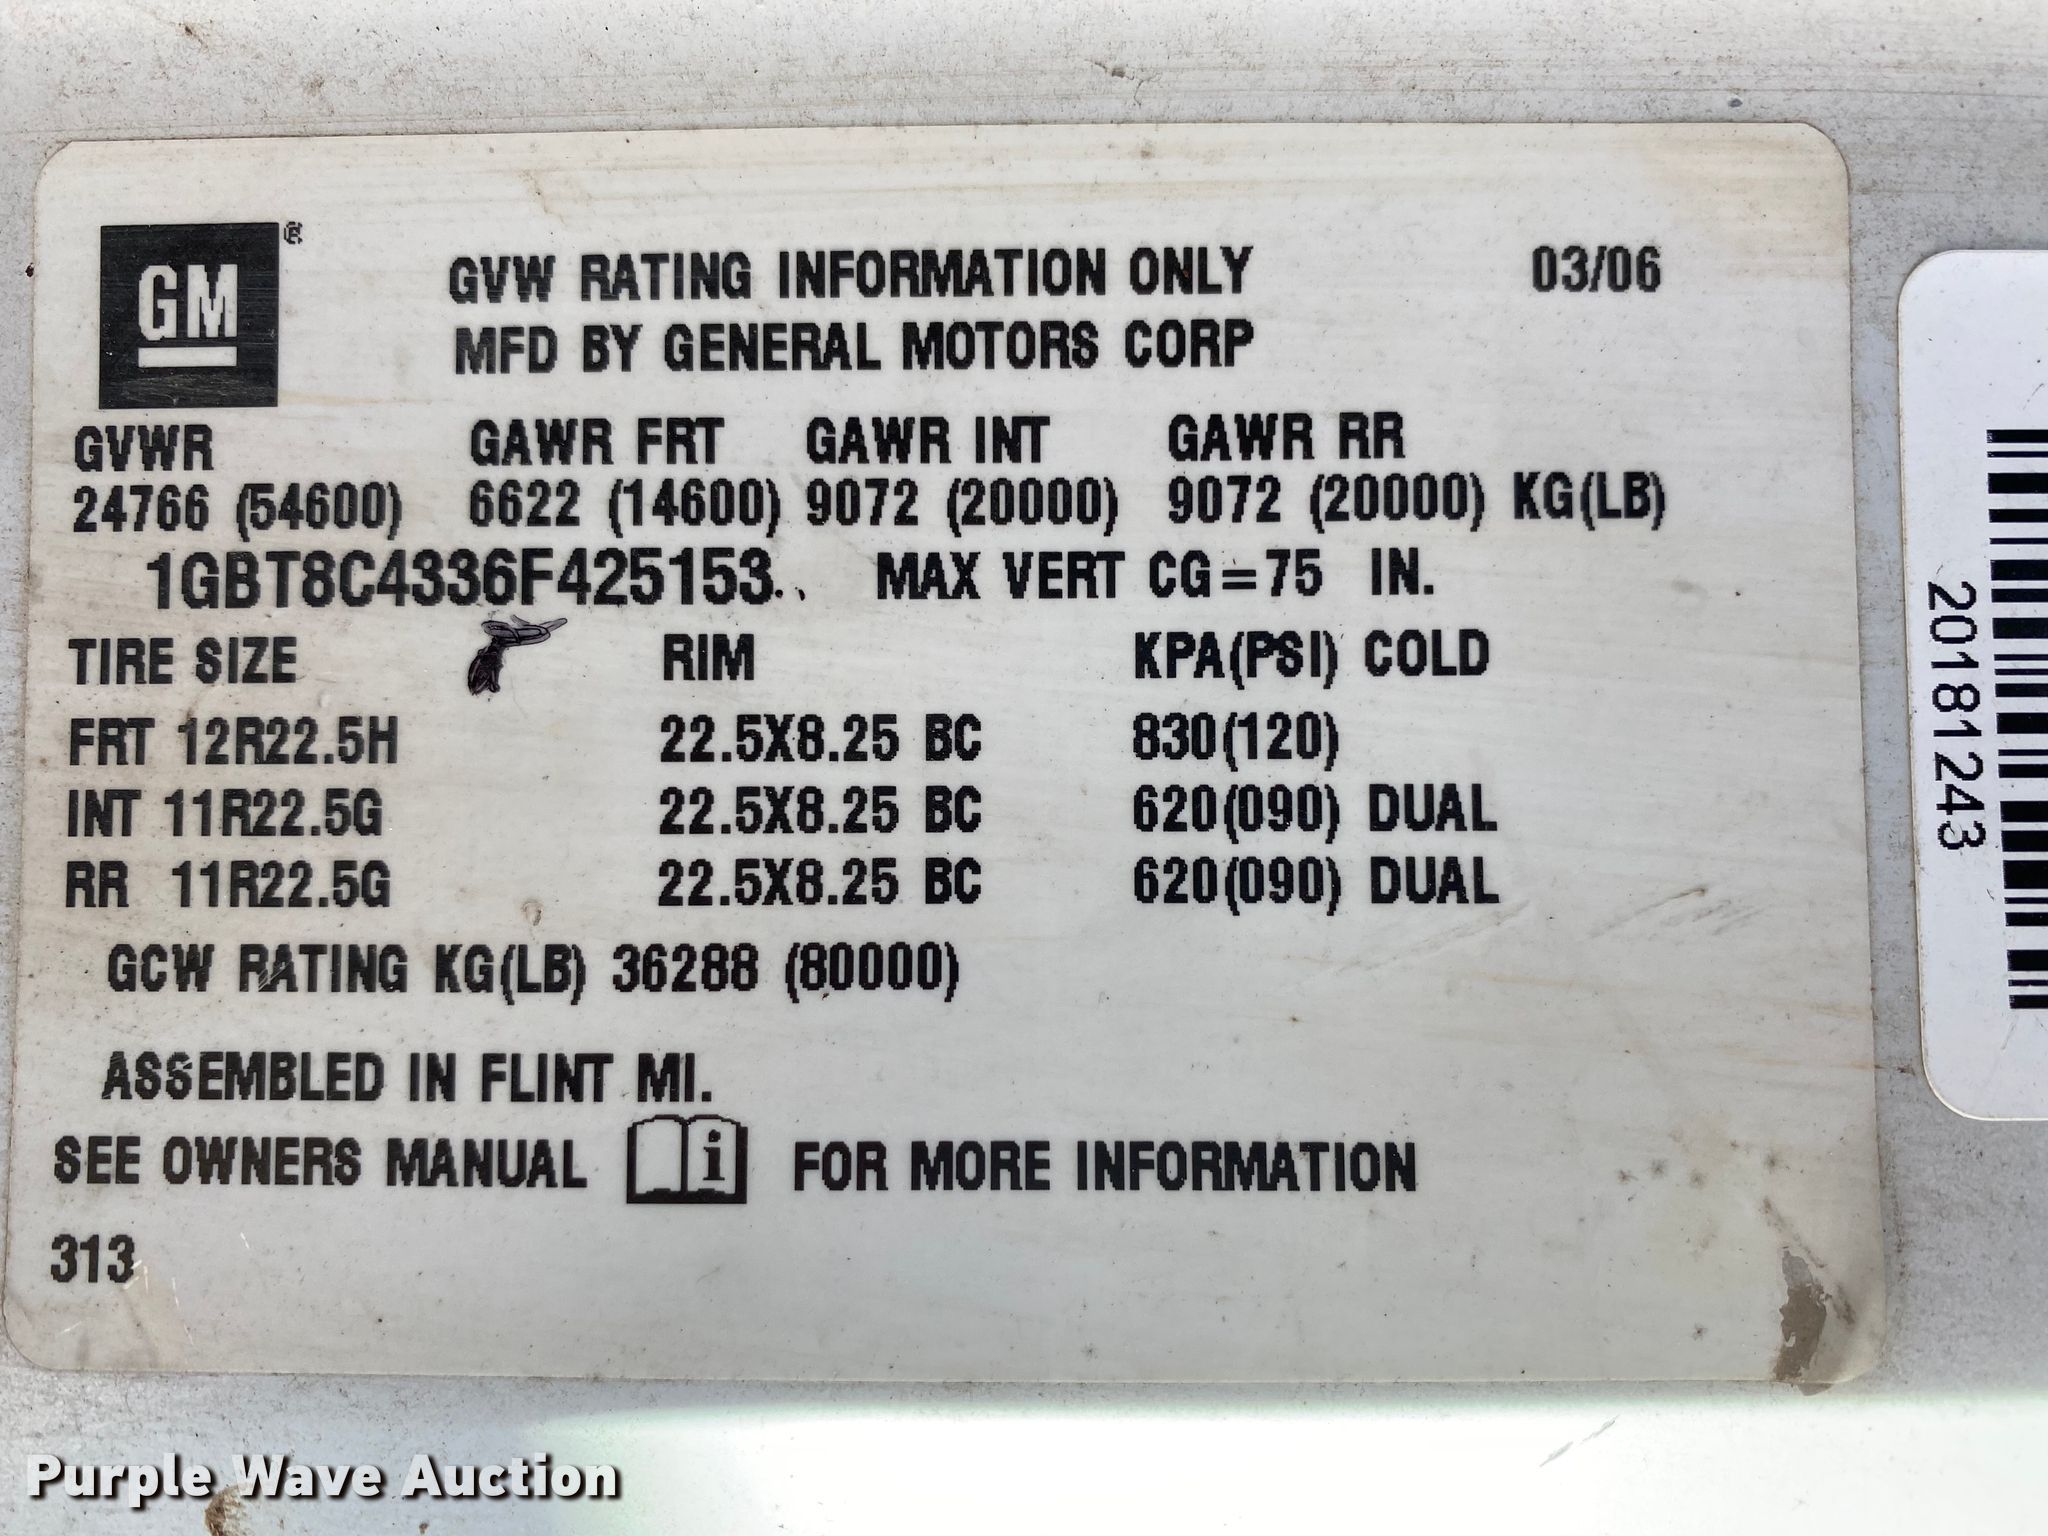 GM®
GVW RATING INFORMATION ONLY 03/06
MFD BY GENERAL MOTORS CORP
GVWR GAWR FRT GAWR INT GAWR RR
24766 (54600) 6622 (14600) 9072 (20000) 9072 (20000) KG(LB)
1GBT8C4336F425153 MAX VERT CG=75 IN.
TIRE SIZE RIM KPA(PSI) COLD
FRT 12R22.5H 22.5X8.25 BC 830(120)
INT 11R22.5G 22.5X8.25 BC 620(090) DUAL
RR 11R22.5G 22.5X8.25 BC 620(090) DUAL
GCW RATING KG(LB) 36288 (80000)
ASSEMBLED IN FLINT MI.
SEE OWNERS MANUAL i FOR MORE INFORMATION
313
20181243
Purple Wave Auction